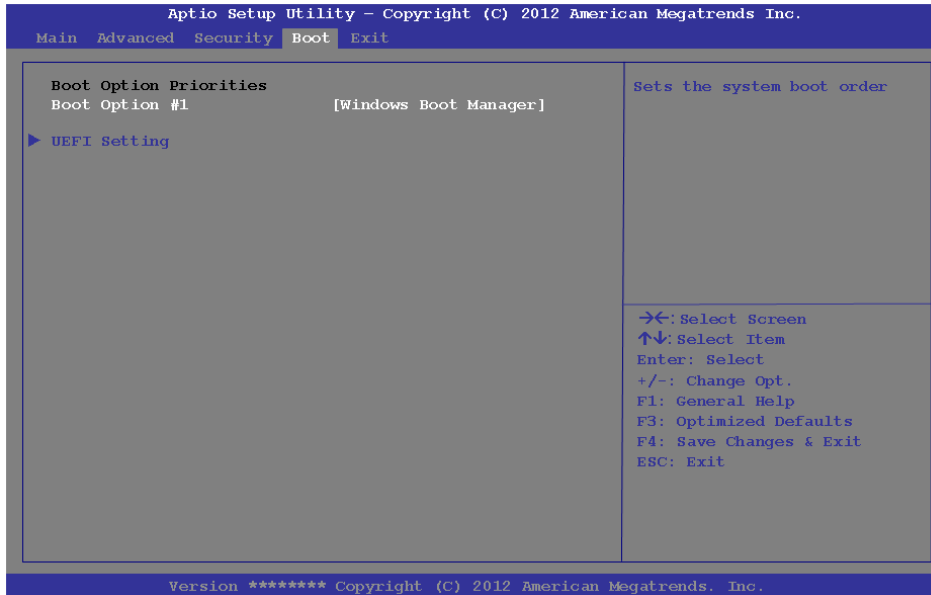 Aptio Setup Utility – Copyright (C) 2012 American Megatrends Inc.
Main Advanced Security Boot Exit
Boot Option Priorities
Boot Option #1 [Windows Boot Manager]
▶ UEFI Setting
Sets the system boot order
→←: Select Screen
↑↓: Select Item
Enter: Select
+/-: Change Opt.
F1: General Help
F3: Optimized Defaults
F4: Save Changes & Exit
ESC: Exit
Version ******** Copyright (C) 2012 American Megatrends. Inc.